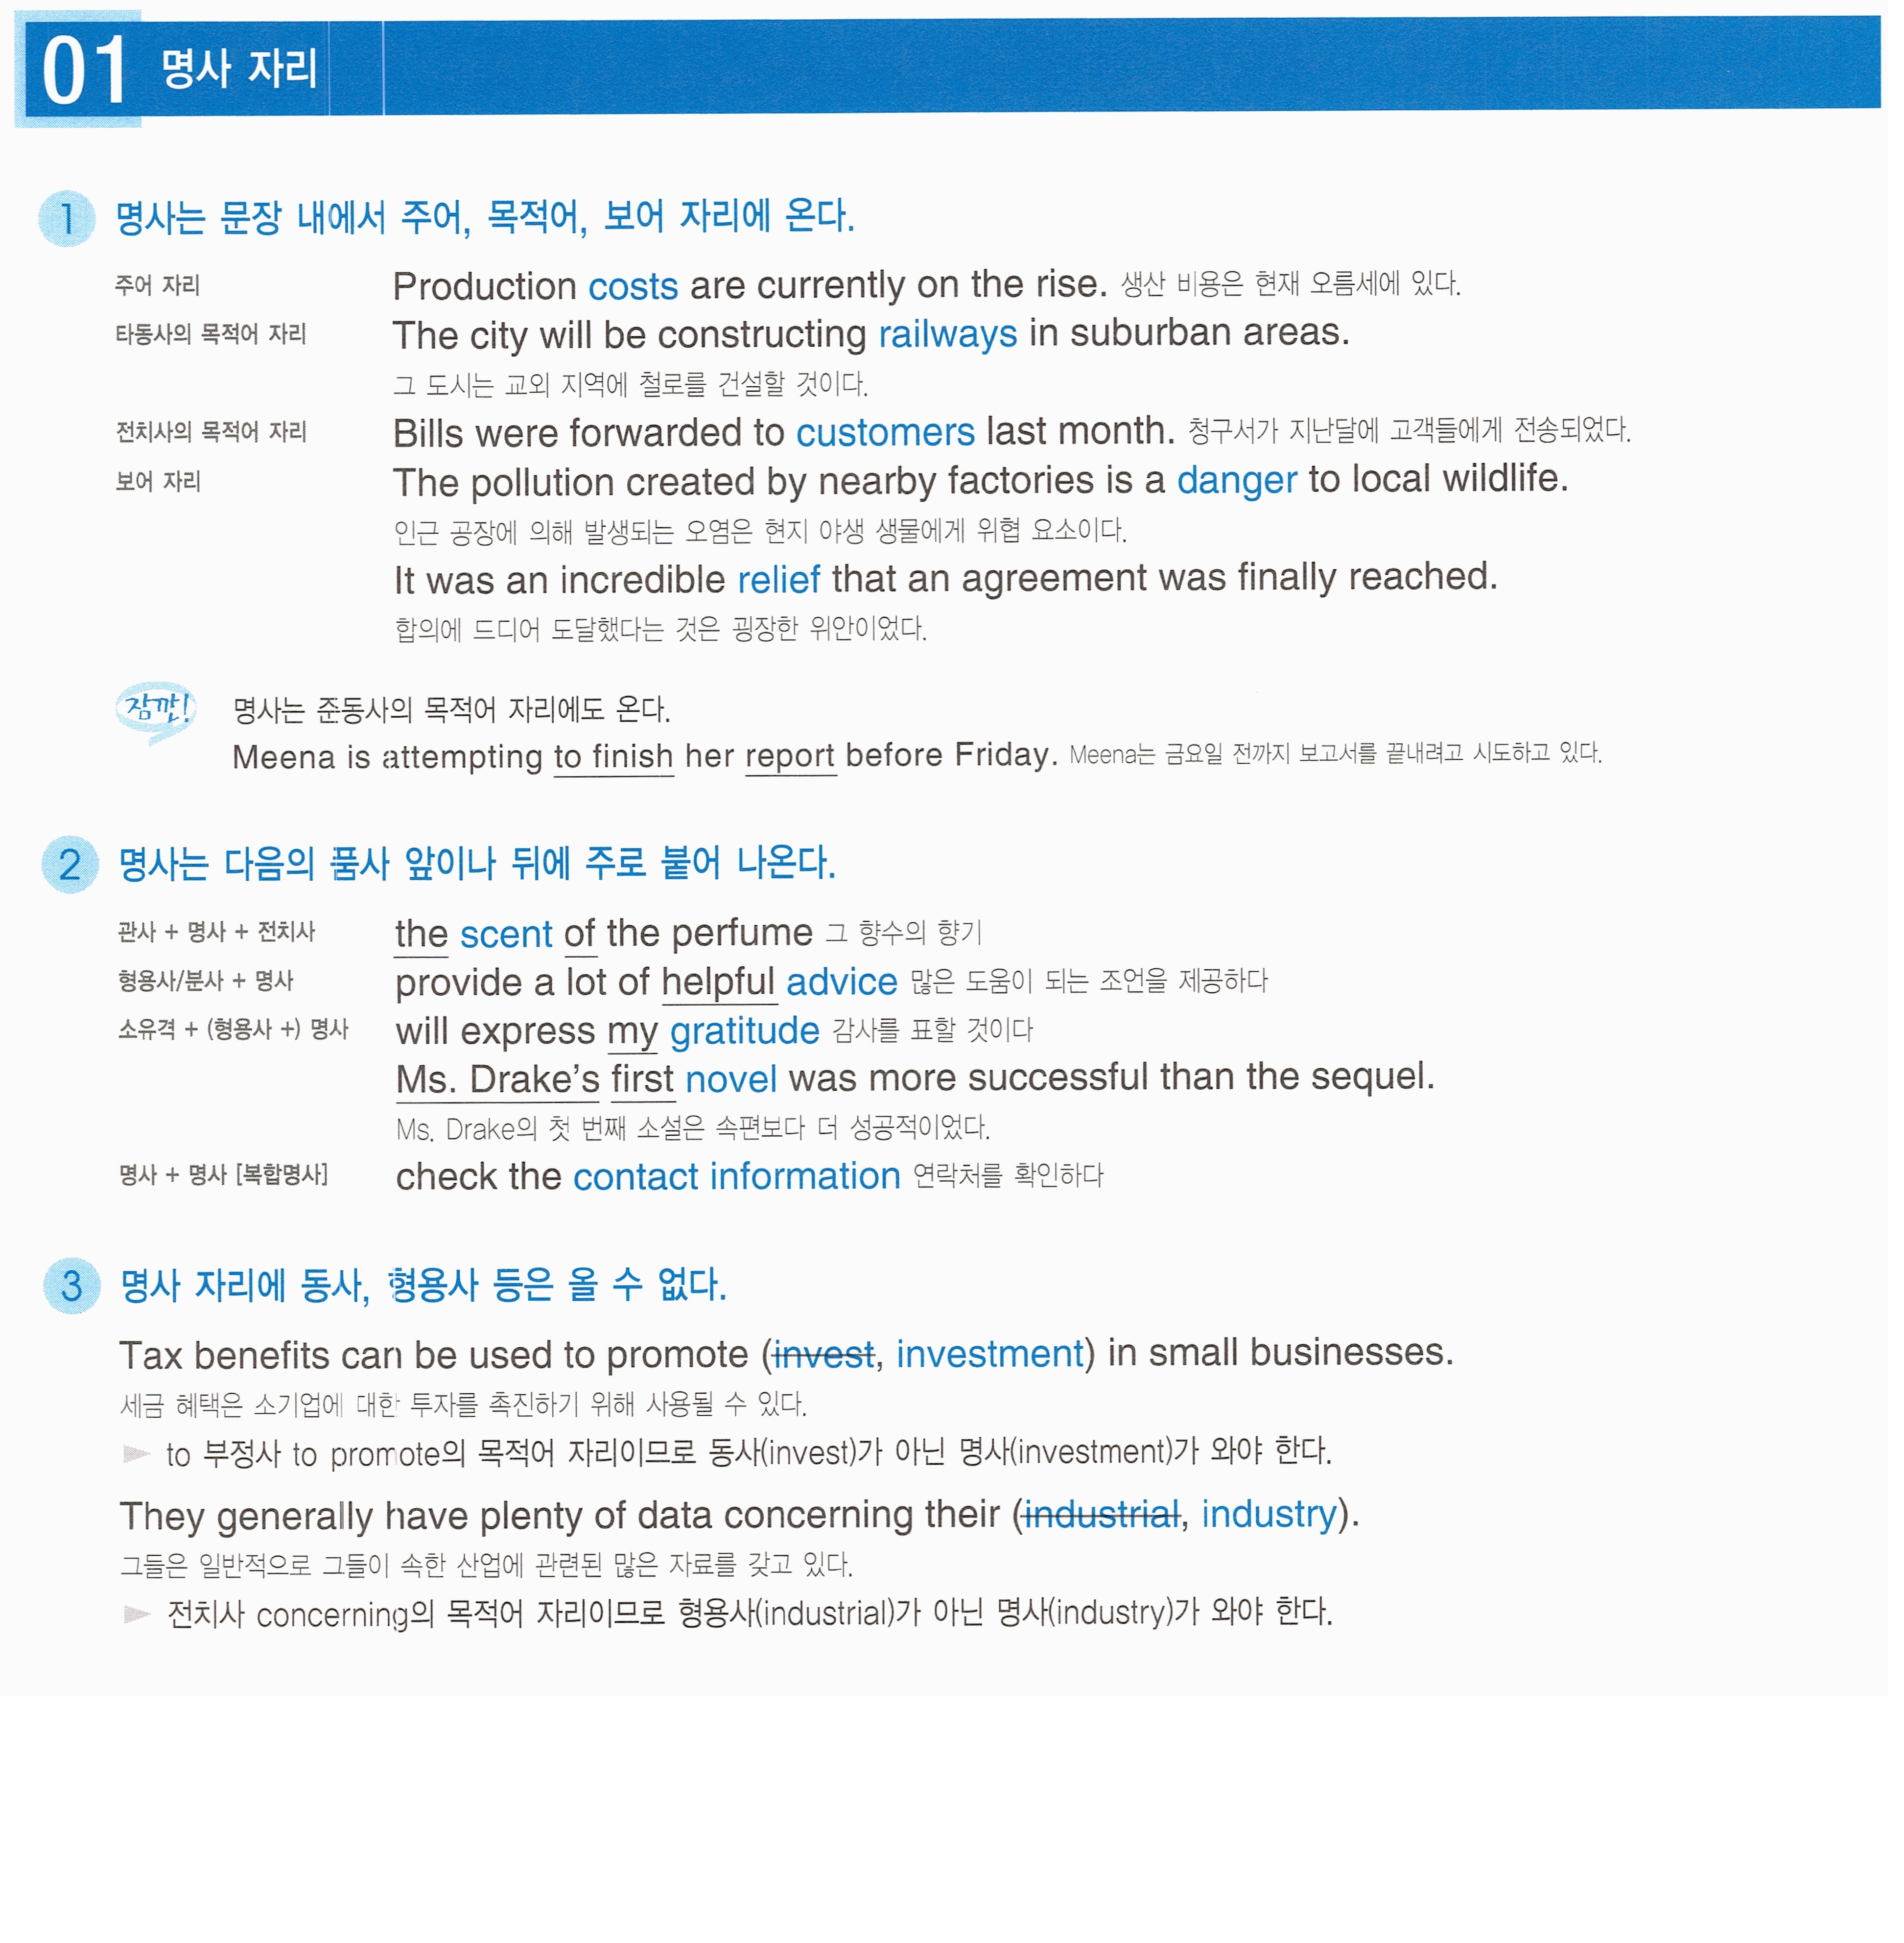 01 명사 자리
1 명사는 문장 내에서 주어, 목적어, 보어 자리에 온다.
주어 자리 Production costs are currently on the rise. 생산 비용은 현재 오름세에 있다.
타동사의 목적어 자리 The city will be constructing railways in suburban areas.
그 도시는 교외 지역에 철로를 건설할 것이다.
전치사의 목적어 자리 Bills were forwarded to customers last month. 청구서가 지난달에 고객들에게 전송되었다.
보어 자리 The pollution created by nearby factories is a danger to local wildlife.
인근 공장에 의해 발생되는 오염은 현지 야생 생물에게 위협 요소이다.
It was an incredible relief that an agreement was finally reached.
합의에 드디어 도달했다는 것은 굉장한 위안이었다.
잠깐! 명사는 준동사의 목적어 자리에도 온다.
Meena is attempting to finish her report before Friday. Meena는 금요일 전까지 보고서를 끝내려고 시도하고 있다.
2 명사는 다음의 품사 앞이나 뒤에 주로 붙어 나온다.
관사 + 명사 + 전치사 the scent of the perfume 그 향수의 향기
형용사/분사 + 명사 provide a lot of helpful advice 많은 도움이 되는 조언을 제공하다
소유격 + (형용사 +) 명사 will express my gratitude 감사를 표할 것이다
Ms. Drake's first novel was more successful than the sequel.
Ms. Drake의 첫 번째 소설은 속편보다 더 성공적이었다.
명사 + 명사 [복합명사] check the contact information 연락처를 확인하다
3 명사 자리에 동사, 형용사 등은 올 수 없다.
Tax benefits can be used to promote (invest, investment) in small businesses.
세금 혜택은 소기업에 대한 투자를 촉진하기 위해 사용될 수 있다.
► to 부정사 to promote의 목적어 자리이므로 동사(invest)가 아닌 명사(investment)가 와야 한다.
They generally have plenty of data concerning their (industrial, industry).
그들은 일반적으로 그들이 속한 산업에 관련된 많은 자료를 갖고 있다.
► 전치사 concerning의 목적어 자리이므로 형용사(industrial)가 아닌 명사(industry)가 와야 한다.